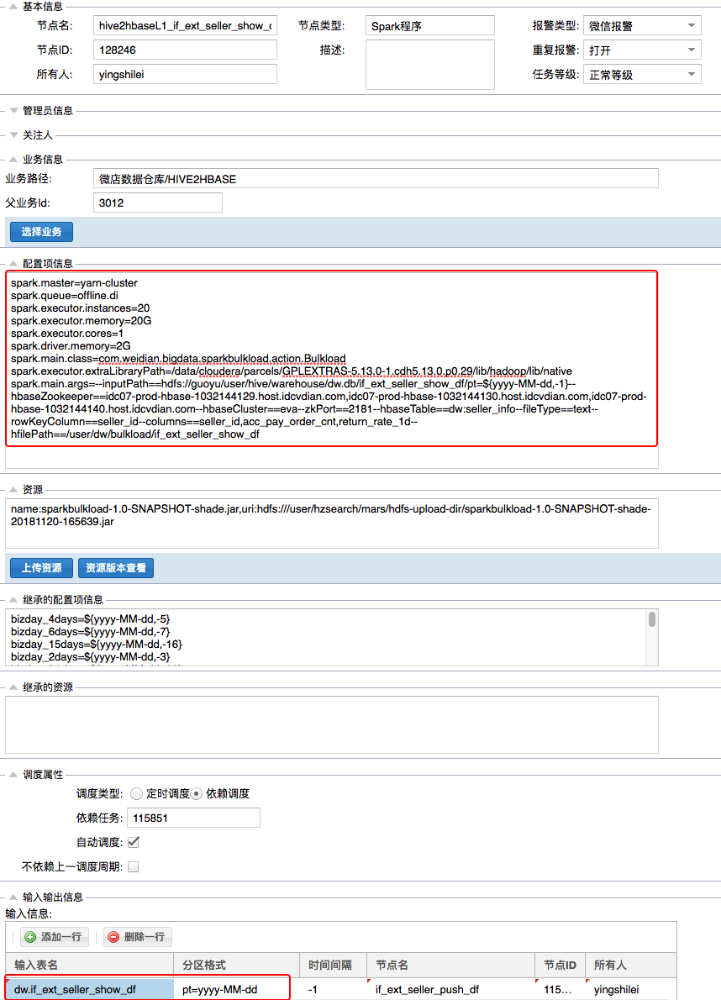 基本信息
节点名: hive2hbaseL1_if_ext_seller_show_ 节点类型: Spark程序 报警类型: 微信报警
节点ID: 128246 描述: 重复报警: 打开
所有人: yingshilei 任务等级: 正常等级
管理员信息
关注人
业务信息
业务路径: 微店数据仓库/HIVE2HBASE
父业务Id: 3012
选择业务
配置项信息
spark.master=yarn-cluster
spark.queue=offline.di
spark.executor.instances=20
spark.executor.memory=20G
spark.executor.cores=1
spark.driver.memory=2G
spark.main.class=com.weidian.bigdata.sparkbulkload.action.Bulkload
spark.executor.extraLibraryPath=/data/cloudera/parcels/GPLEXTRAS-5.13.0-1.cdh5.13.0.p0.29/lib/hadoop/lib/native
spark.main.args=--inputPath==hdfs://guoyu/user/hive/warehouse/dw.db/if_ext_seller_show_df/pt=${yyyy-MM-dd,-1}--
hbaseZookeeper==idc07-prod-hbase-1032144129.host.idcvdian.com,idc07-prod-hbase-1032144130.host.idcvdian.com,idc07-prod-
hbase-1032144140.host.idcvdian.com--hbaseCluster==eva--zkPort==2181--hbaseTable==dw:seller_info--fileType==text--
rowKeyColumn==seller_id--columns==seller_id,acc_pay_order_cnt,return_rate_1d--
hfilePath==/user/dw/bulkload/if_ext_seller_show_df
资源
name:sparkbulkload-1.0-SNAPSHOT-shade.jar,uri:hdfs:///user/hzsearch/mars/hdfs-upload-dir/sparkbulkload-1.0-SNAPSHOT-shade-
20181120-165639.jar
上传资源 资源版本查看
继承的配置项信息
bizday_4days=${yyyy-MM-dd,-5}
bizday_6days=${yyyy-MM-dd,-7}
bizday_15days=${yyyy-MM-dd,-16}
bizday_2days=${yyyy-MM-dd,-3}
继承的资源
调度属性
调度类型: 定时调度 依赖调度
依赖任务: 115851
自动调度:
不依赖上一调度周期:
输入输出信息
输入信息:
添加一行 删除一行
输入表名 分区格式 时间间隔 节点名 节点ID 所有人
dw.if_ext_seller_show_df pt=yyyy-MM-dd -1 if_ext_seller_push_df 115... yingshilei